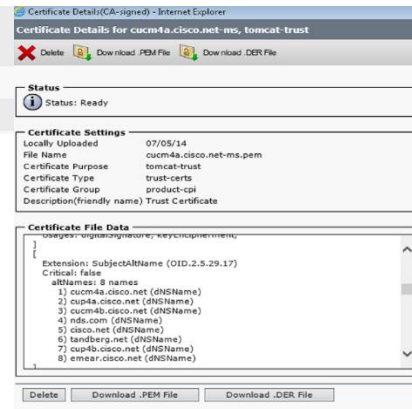 Certificate Details(CA-signed) - Internet Explorer
Certificate Details for cucm4a.cisco.net-ms, tomcat-trust
Delete Download .PEM File Download .DER File
Status
Status: Ready
Certificate Settings
Locally Uploaded 07/05/14
File Name cucm4a.cisco.net-ms.pem
Certificate Purpose tomcat-trust
Certificate Type trust-certs
Certificate Group product-cpi
Description(friendly name) Trust Certificate
Certificate File Data
Usages: digitalSignature, keyEncipherment,
]
[
Extension: SubjectAltName (OID.2.5.29.17)
Critical: false
altNames: 8 names
1) cucm4a.cisco.net (dNSName)
2) cup4a.cisco.net (dNSName)
3) cucm4b.cisco.net (dNSName)
4) nds.com (dNSName)
5) cisco.net (dNSName)
6) tandberg.net (dNSName)
7) cup4b.cisco.net (dNSName)
8) emear.cisco.net (dNSName)
]
Delete Download .PEM File Download .DER File